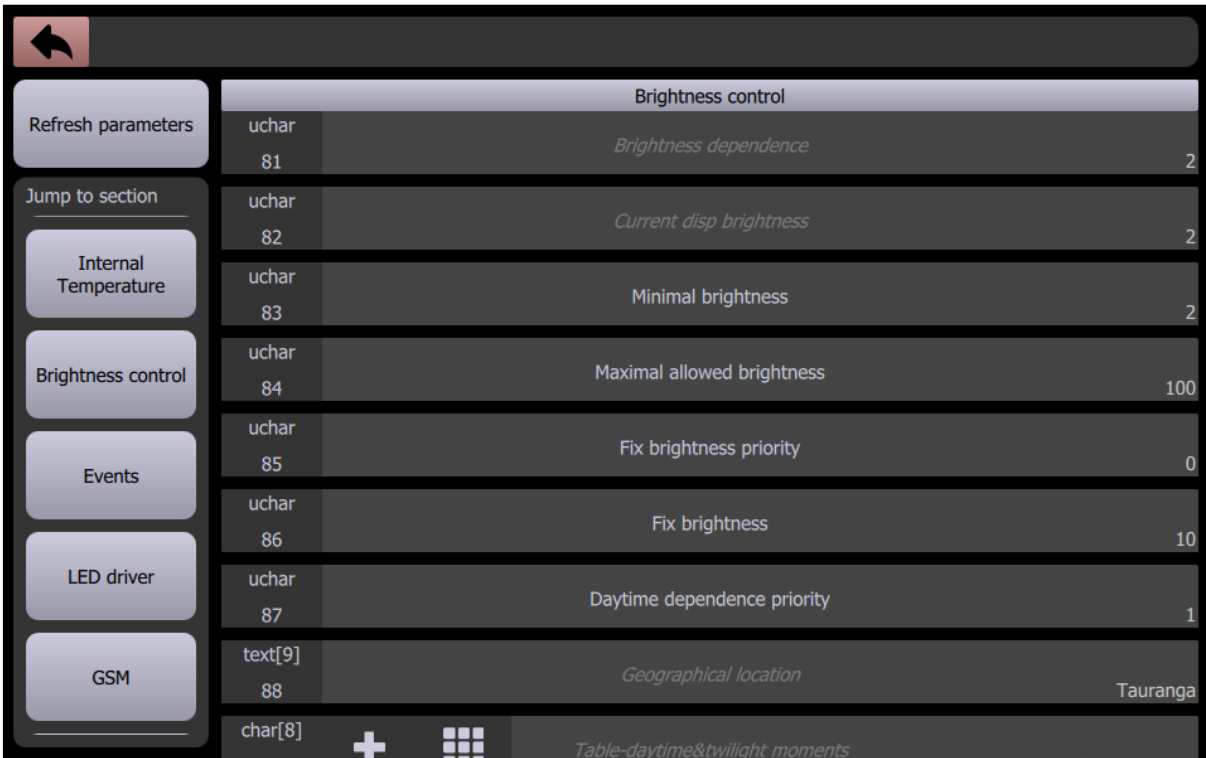 Refresh parameters
Jump to section
Internal
Temperature
Brightness control
Events
LED driver
GSM
Brightness control
uchar
81
Brightness dependence
2
uchar
82
Current disp brightness
2
uchar
83
Minimal brightness
2
uchar
84
Maximal allowed brightness
100
uchar
85
Fix brightness priority
0
uchar
86
Fix brightness
10
uchar
87
Daytime dependence priority
1
text[9]
88
Geographical location
Tauranga
char[8]
Table-daytime&twilight moments